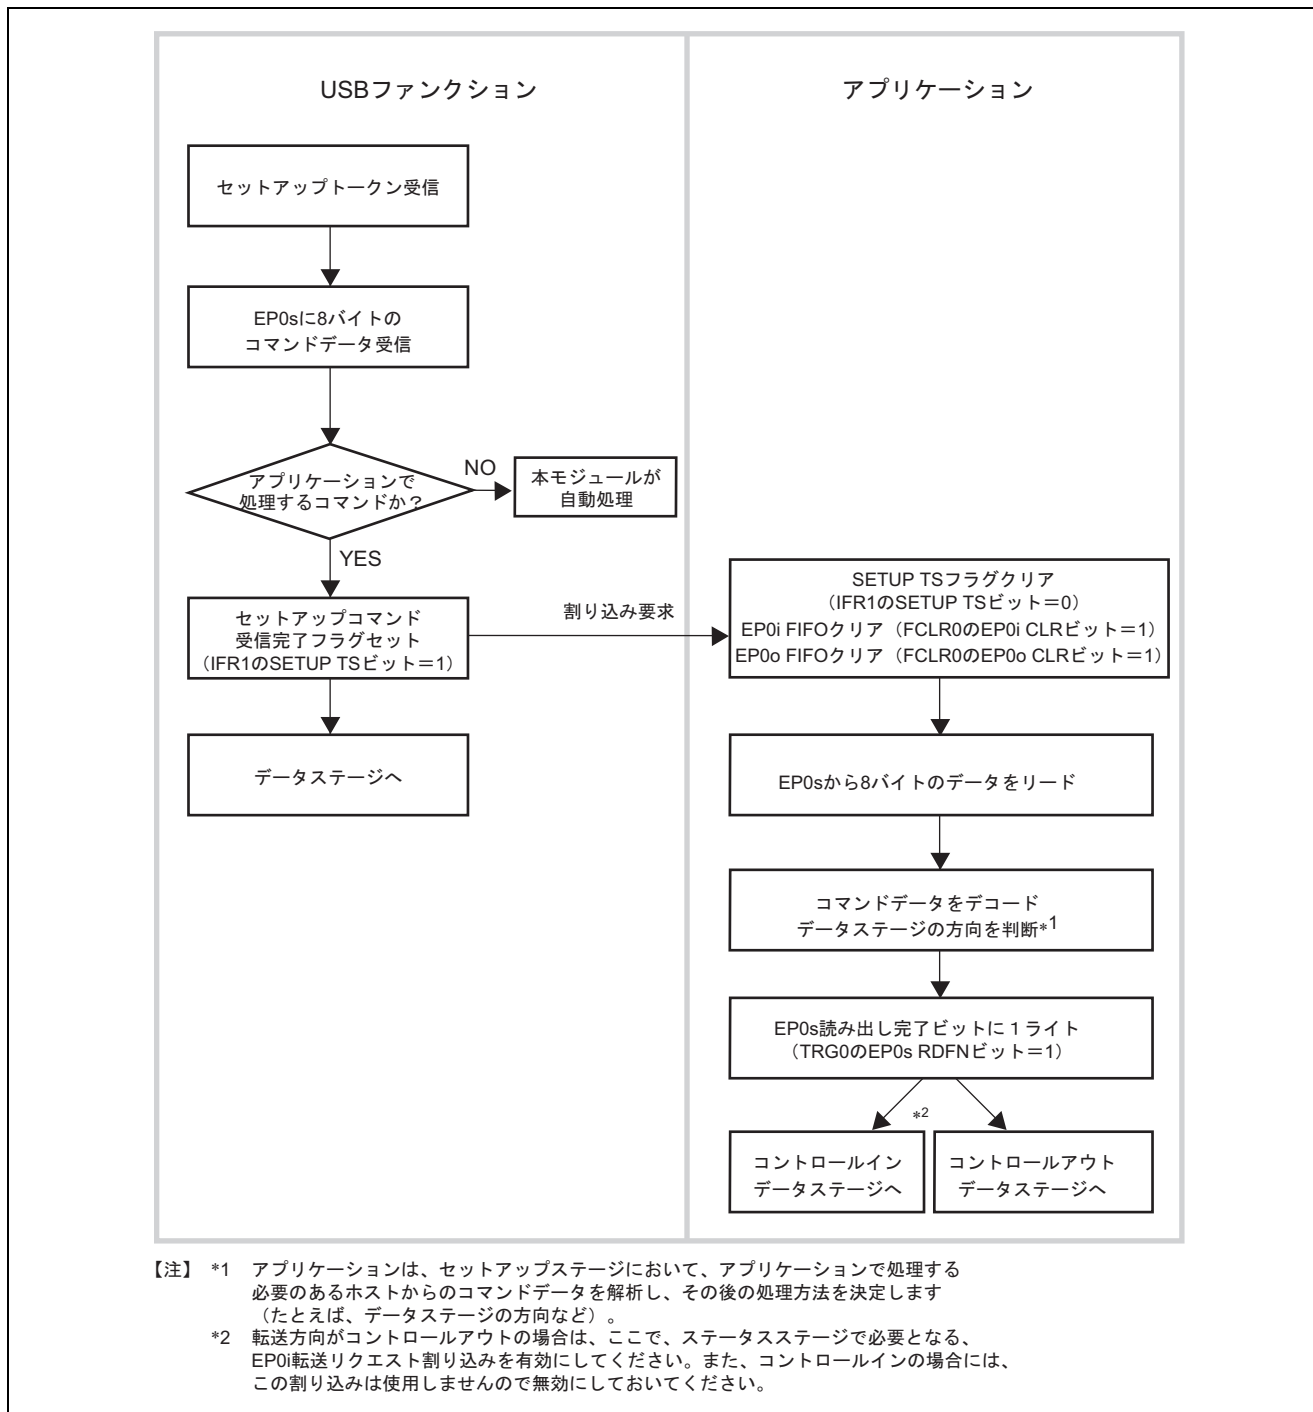 USBファンクション
アプリケーション
セットアップトークン受信
EP0sに8バイトの
コマンドデータ受信
アプリケーションで
処理するコマンドか?
NO
本モジュールが
自動処理
YES
セットアップコマンド
受信完了フラグセット
(IFR1のSETUP TSビット=1)
割り込み要求
データステージへ
SETUP TSフラグクリア
(IFR1のSETUP TSビット=0)
EP0i FIFOクリア(FCLR0のEP0i CLRビット=1)
EP0o FIFOクリア(FCLR0のEP0o CLRビット=1)
EP0sから8バイトのデータをリード
コマンドデータをデコード
データステージの方向を判断*1
EP0s読み出し完了ビットに1ライト
(TRG0のEP0s RDFNビット=1)
*2
コントロールイン
データステージへ
コントロールアウト
データステージへ
【注】 *1 アプリケーションは、セットアップステージにおいて、アプリケーションで処理する
必要のあるホストからのコマンドデータを解析し、その後の処理方法を決定します
(たとえば、データステージの方向など)。
*2 転送方向がコントロールアウトの場合は、ここで、ステータスステージで必要となる、
EP0i転送リクエスト割り込みを有効にしてください。また、コントロールインの場合には、
この割り込みは使用しませんので無効にしておいてください。